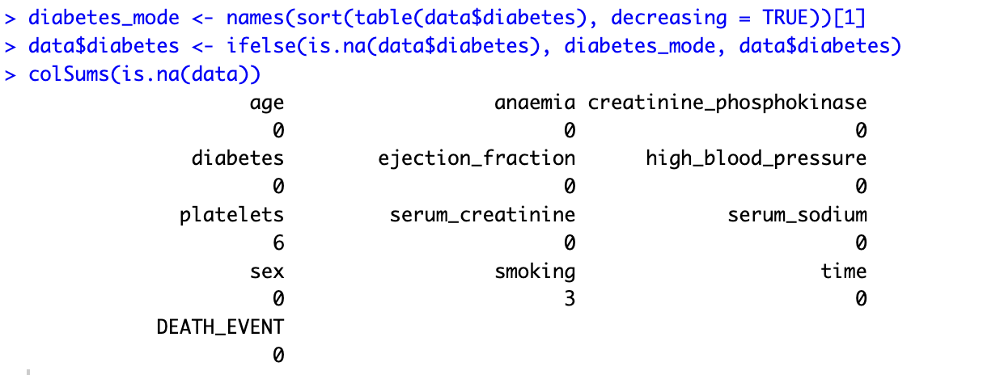 > diabetes_mode <- names(sort(table(data$diabetes), decreasing = TRUE))[1]
> data$diabetes <- ifelse(is.na(data$diabetes), diabetes_mode, data$diabetes)
> colSums(is.na(data))
age anaemia creatinine_phosphokinase
0 0 0
diabetes ejection_fraction high_blood_pressure
0 0 0
platelets serum_creatinine serum_sodium
6 0 0
sex smoking time
0 3 0
DEATH_EVENT
0